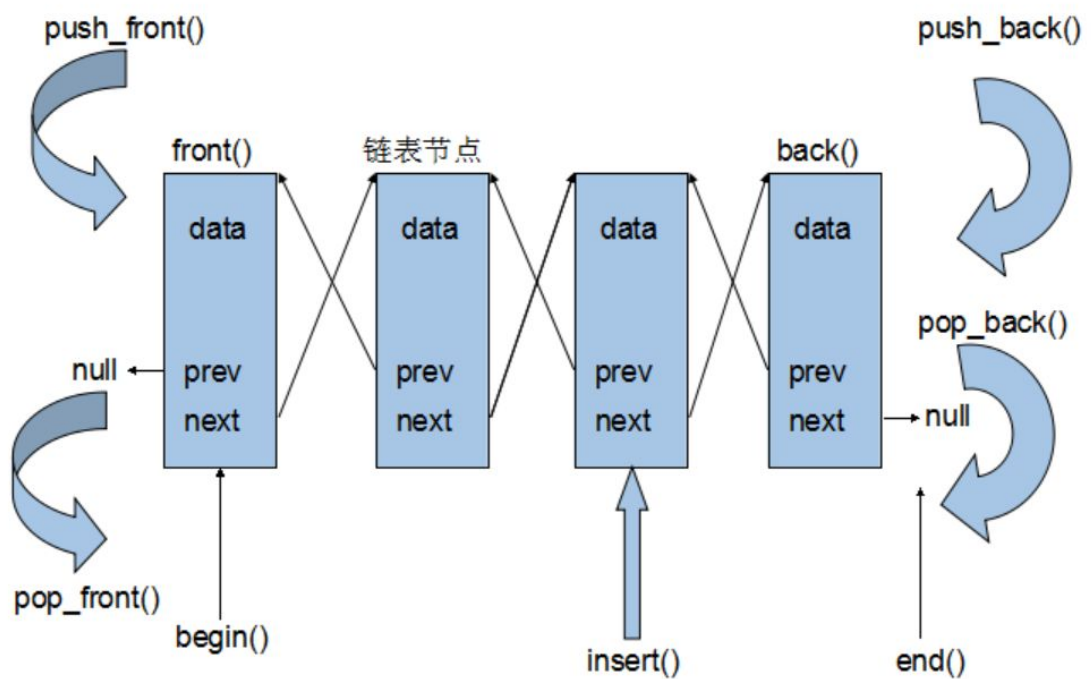 push_front()
push_back()
front()
链表节点
back()
data
data
data
data
pop_back()
null
prev
prev
prev
prev
next
next
next
next
null
pop_front()
begin()
insert()
end()